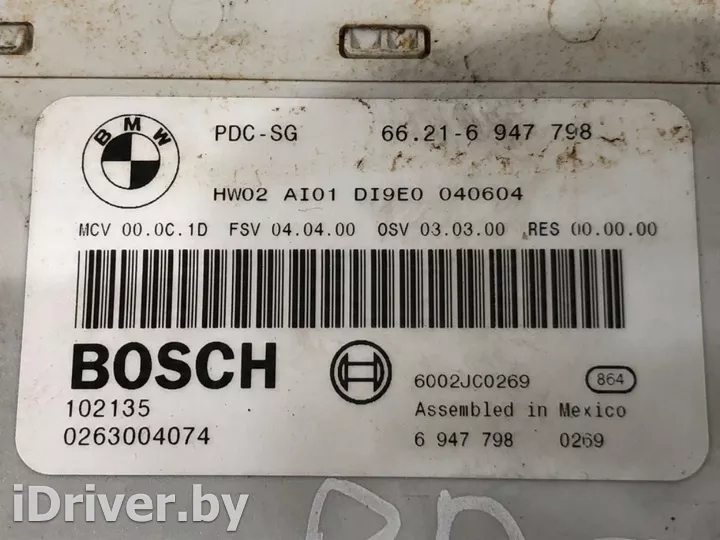 BMW
PDC-SG 66.21-6 947 798
HW02 AI01 DI9E0 040604
MCV 00.0C.1D FSV 04.04.00 OSV 03.03.00 RES 00.00.00
BOSCH
6002JC0269 864
102135 Assembled in Mexico
0263004074 6 947 798 0269
iDriver.by